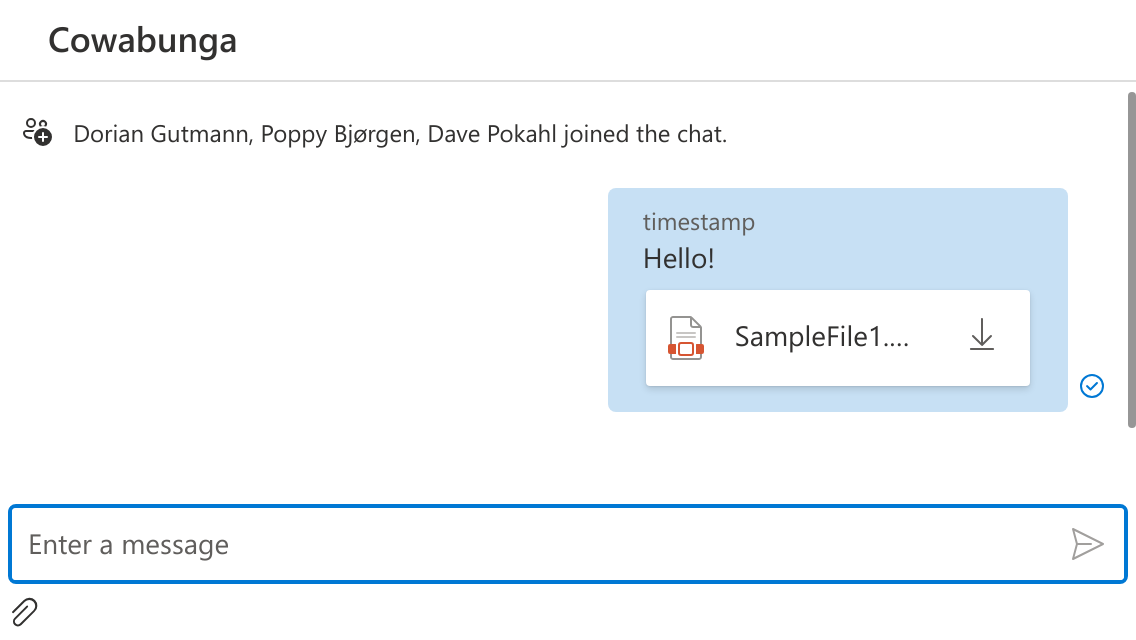 Cowabunga
Dorian Gutmann, Poppy Bjørgen, Dave Pokahl joined the chat.
timestamp
Hello!
SampleFile1....
Enter a message